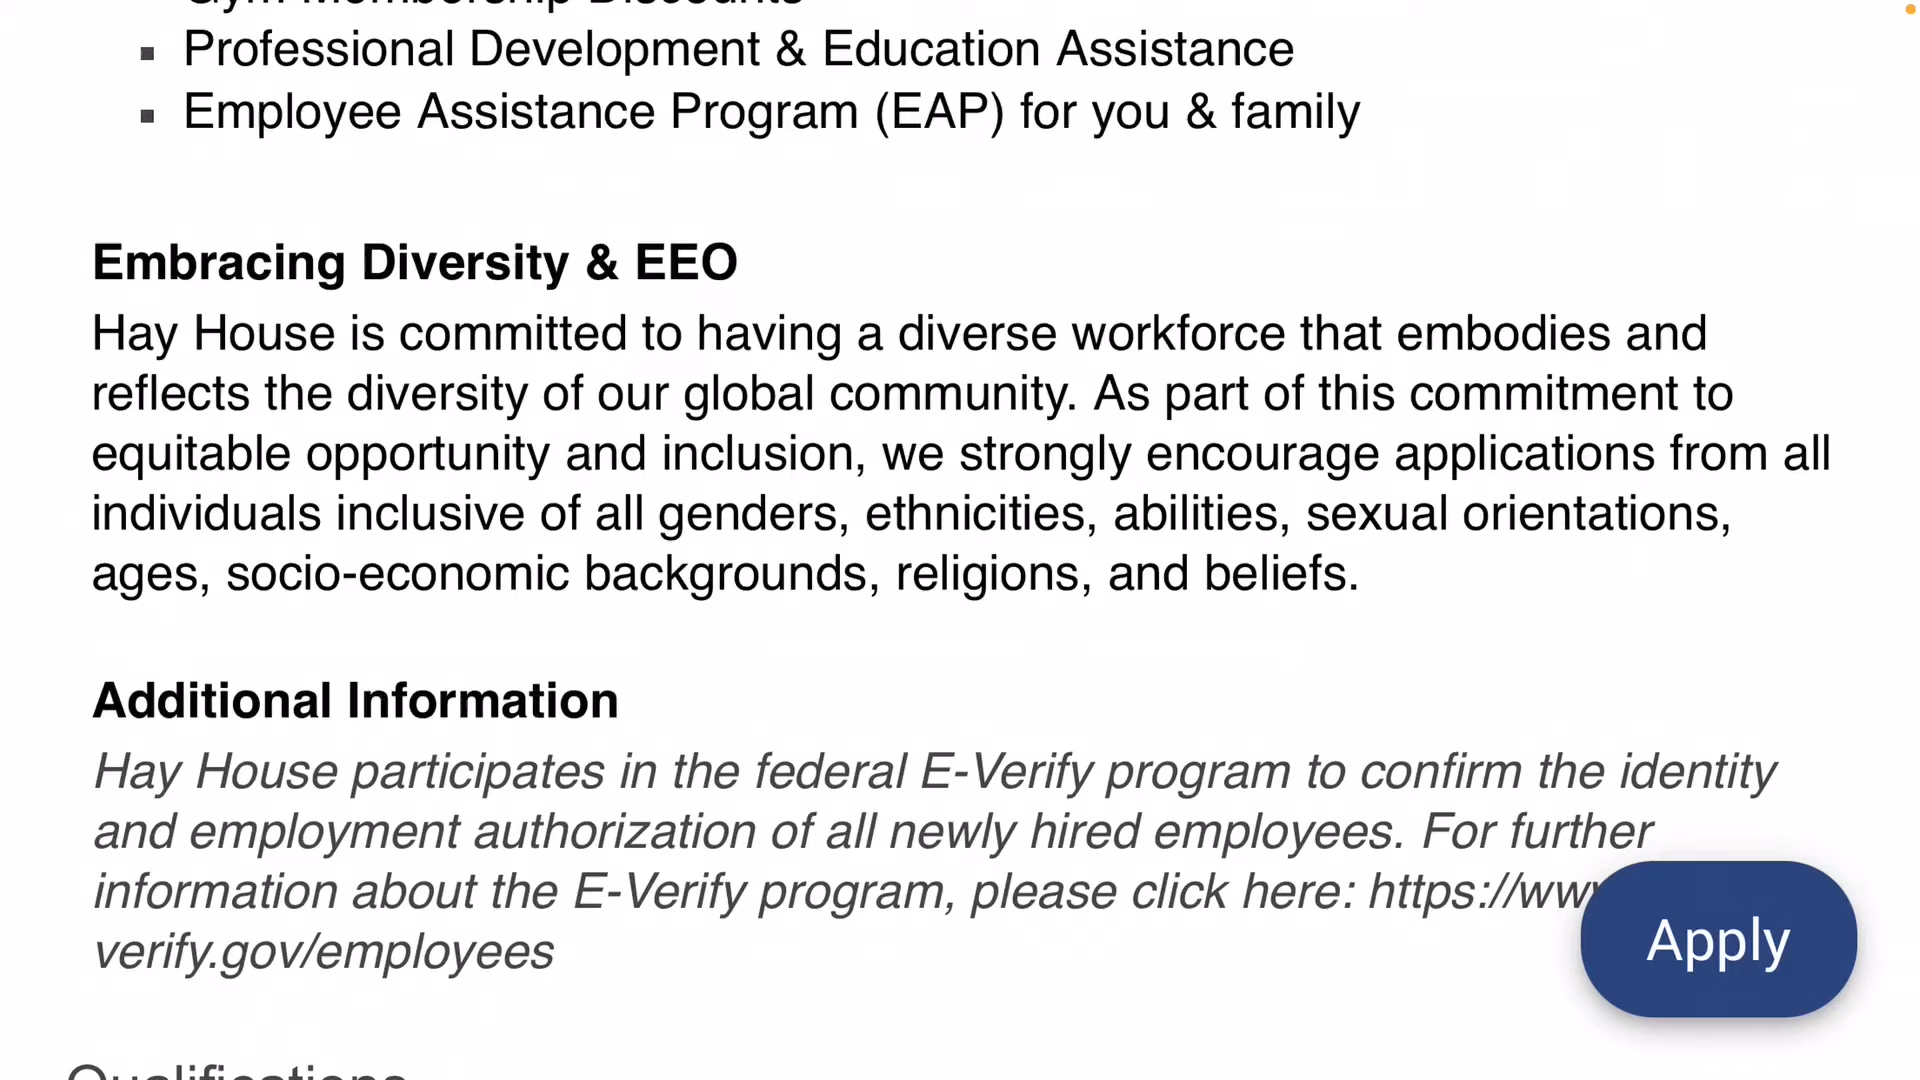 Gym Membership Discounts
▪ Professional Development & Education Assistance
▪ Employee Assistance Program (EAP) for you & family
Embracing Diversity & EEO
Hay House is committed to having a diverse workforce that embodies and
reflects the diversity of our global community. As part of this commitment to
equitable opportunity and inclusion, we strongly encourage applications from all
individuals inclusive of all genders, ethnicities, abilities, sexual orientations,
ages, socio-economic backgrounds, religions, and beliefs.
Additional Information
Hay House participates in the federal E-Verify program to confirm the identity
and employment authorization of all newly hired employees. For further
information about the E-Verify program, please click here: https://ww
verify.gov/employees
Apply
Qualifications